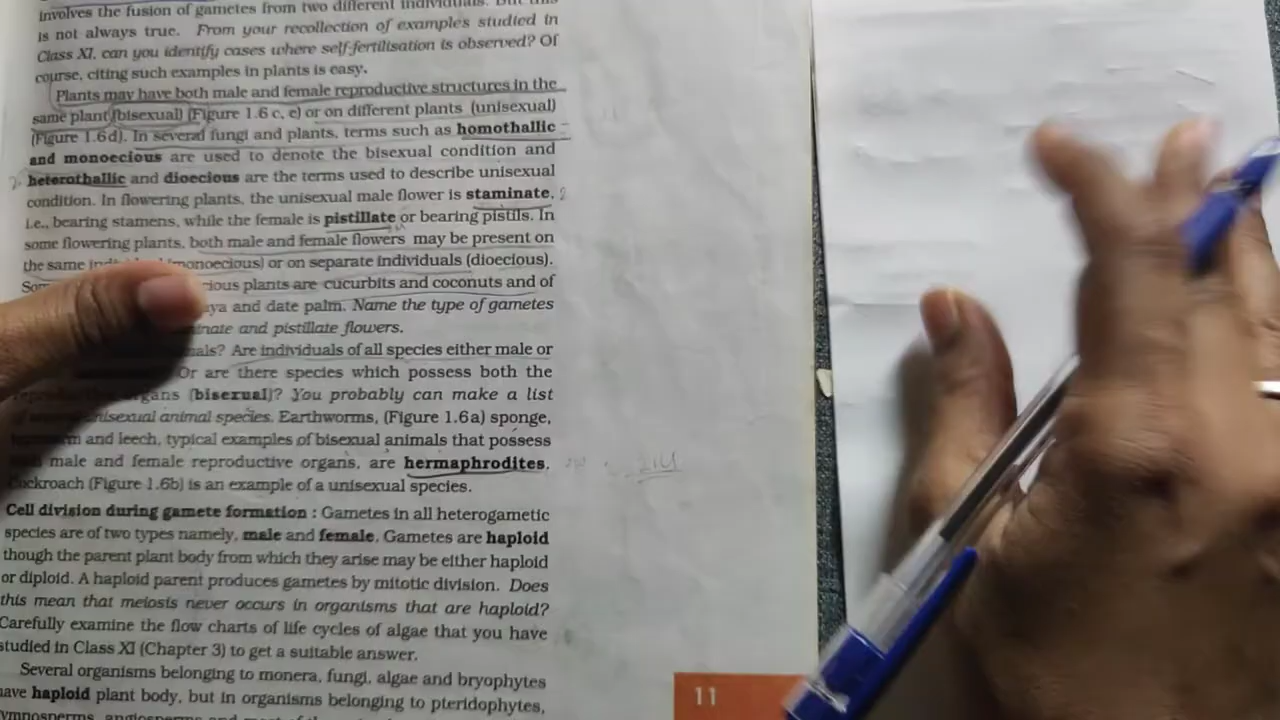 involves the fusion of gametes from two different individuals. But this
is not always true. From your recollection of examples studied in
Class XI, can you identify cases where self-fertilisation is observed? Of
course, citing such examples in plants is easy.
Plants may have both male and female reproductive structures in the
same plant (bisexual) (Figure 1.6 c, e) or on different plants (unisexual)
(Figure 1.6d). In several fungi and plants, terms such as homothallic
and monoecious are used to denote the bisexual condition and
heterothallic and dioecious are the terms used to describe unisexual
condition. In flowering plants, the unisexual male flower is staminate,
i.e., bearing stamens, while the female is pistillate or bearing pistils. In
some flowering plants, both male and female flowers may be present on
the same (monoecious) or on separate individuals (dioecious).
cious plants are cucurbits and coconuts and of
aya and date palm. Name the type of gametes
inate and pistillate flowers.
als? Are individuals of all species either male or
Or are there species which possess both the
organs (bisexual)? You probably can make a list
unisexual animal species. Earthworms, (Figure 1.6a) sponge,
and leech, typical examples of bisexual animals that possess
male and female reproductive organs, are hermaphrodites.
Cockroach (Figure 1.6b) is an example of a unisexual species.
Cell division during gamete formation : Gametes in all heterogametic
species are of two types namely, male and female. Gametes are haploid
though the parent plant body from which they arise may be either haploid
or diploid. A haploid parent produces gametes by mitotic division. Does
this mean that meiosis never occurs in organisms that are haploid?
Carefully examine the flow charts of life cycles of algae that you have
studied in Class XI (Chapter 3) to get a suitable answer.
Several organisms belonging to monera, fungi, algae and bryophytes
have haploid plant body, but in organisms belonging to pteridophytes,
11